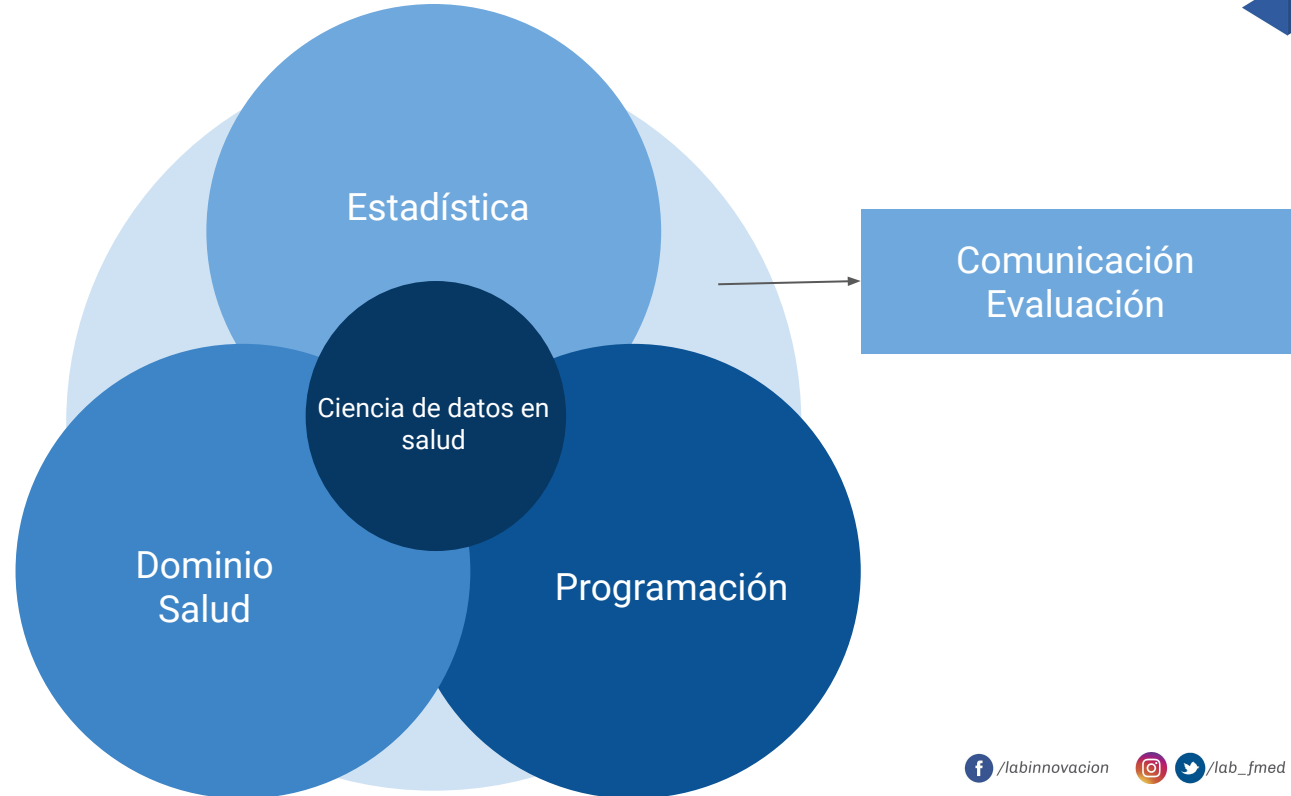 Estadística
Comunicación
Evaluación
Ciencia de datos en
salud
Dominio
Salud
Programación
/labinnovacion
/lab_fmed